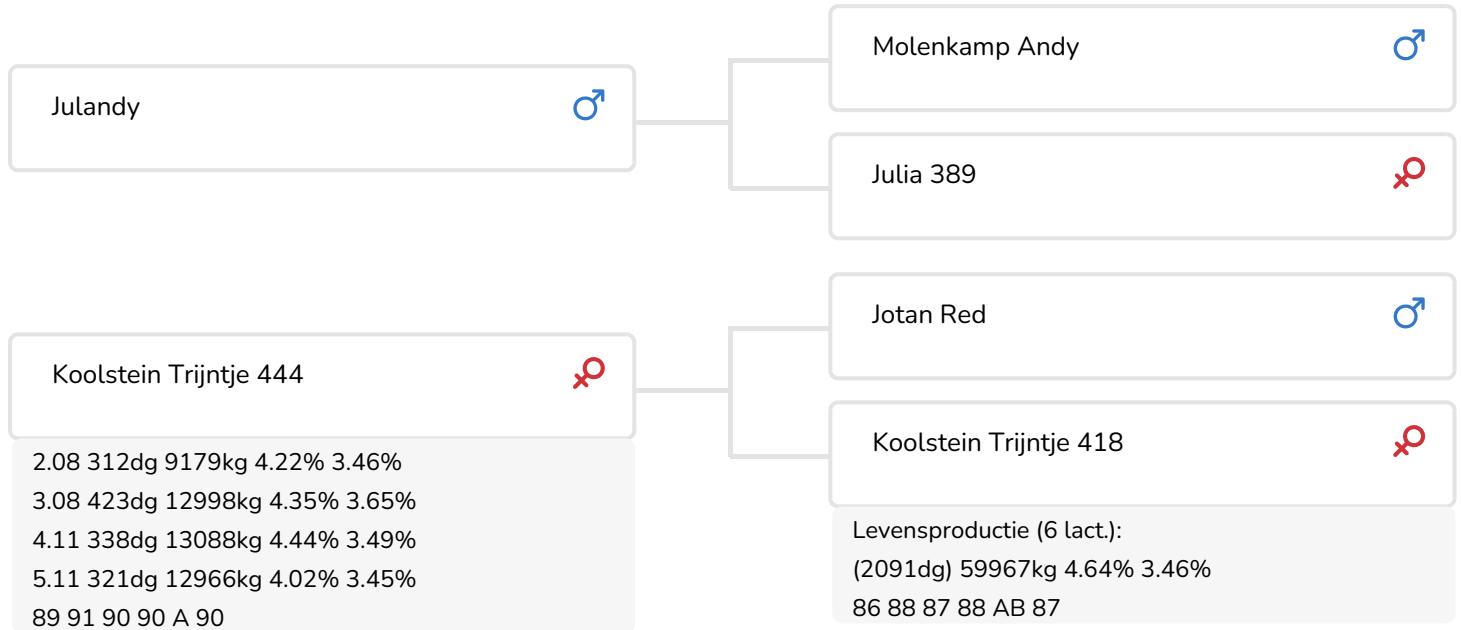 Julandy
Molenkamp Andy
Julia 389
Koolstein Trijntje 444
2.08 312dg 9179kg 4.22% 3.46%
3.08 423dg 12998kg 4.35% 3.65%
4.11 338dg 13088kg 4.44% 3.49%
5.11 321dg 12966kg 4.02% 3.45%
89 91 90 90 A 90
Jotan Red
Koolstein Trijntje 418
Levensproductie (6 lact.):
(2091dg) 59967kg 4.64% 3.46%
86 88 87 88 AB 87